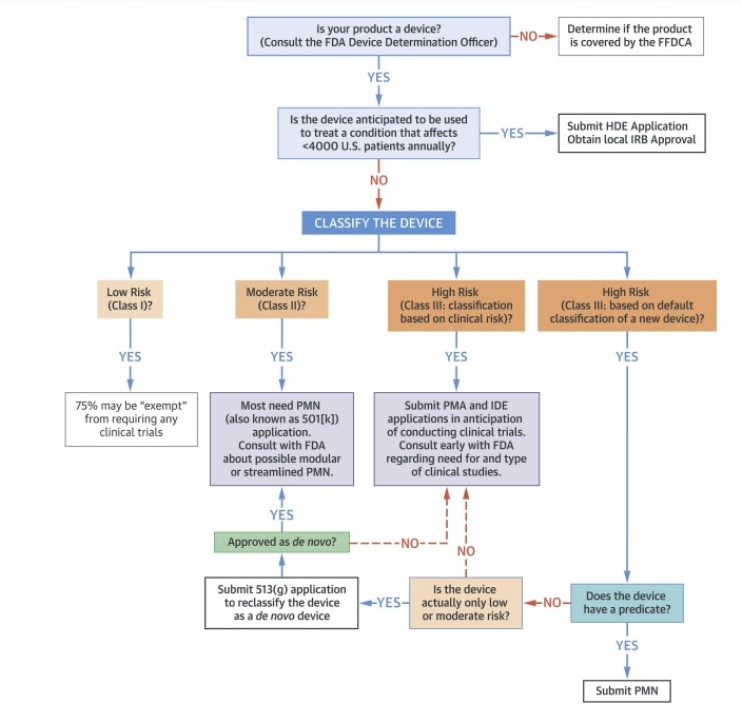 Is your product a device?
(Consult the FDA Device Determination Officer)
NO
Determine if the product
is covered by the FFDCA
YES
Is the device anticipated to be used
to treat a condition that affects
<4000 U.S. patients annually?
YES
Submit HDE Application
Obtain local IRB Approval
NO
CLASSIFY THE DEVICE
Low Risk
(Class I)?
Moderate Risk
(Class II)?
High Risk
(Class III: classification
based on clinical risk)?
High Risk
(Class III: based on default
classification of a new device)?
YES
YES
YES
YES
75% may be "exempt"
from requiring any
clinical trials
Most need PMN
(also known as 501[k])
application.
Consult with FDA
about possible modular
or streamlined PMN.
Submit PMA and IDE
applications in anticipation
of conducting clinical trials.
Consult early with FDA
regarding need for and type
of clinical studies.
YES
Approved as de novo?
NO
NO
Submit 513(g) application
to reclassify the device
as a de novo device
YES
Is the device
actually only low
or moderate risk?
NO
Does the device
have a predicate?
YES
Submit PMN